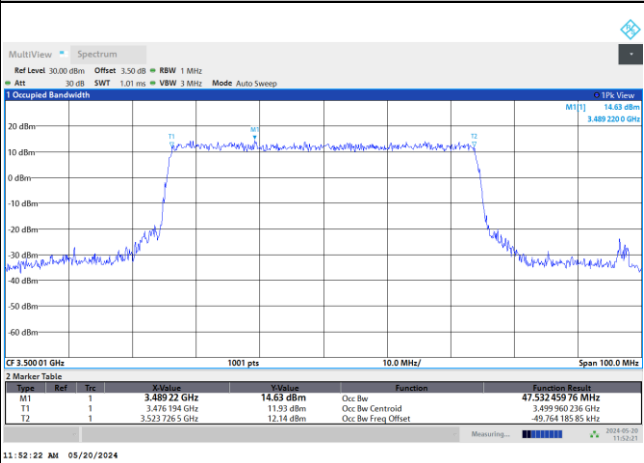 MultiView Spectrum
Ref Level 30.00 dBm Offset 3.50 dB RBW 1 MHz
Att 30 dB SWT 1.01 ms VBW 3 MHz Mode Auto Sweep
1 Occupied Bandwidth 1Pk View
M1[1] 14.63 dBm
3.489 220 0 GHz
M1
T1 T2
20 dBm
10 dBm
0 dBm
-10 dBm
-20 dBm
-30 dBm
-40 dBm
-50 dBm
-60 dBm
CF 3.500 01 GHz 1001 pts 10.0 MHz/ Span 100.0 MHz
2 Marker Table
Type Ref Trc X-Value Y-Value Function Function Result
M1 1 3.489 22 GHz 14.63 dBm Occ Bw 47.532 459 76 MHz
T1 1 3.476 194 GHz 11.93 dBm Occ Bw Centroid 3.499 960 236 GHz
T2 1 3.523 726 5 GHz 12.14 dBm Occ Bw Freq Offset -49.764 185 85 kHz
Measuring... 2024-05-20
11:52:21
11:52:22 AM 05/20/2024